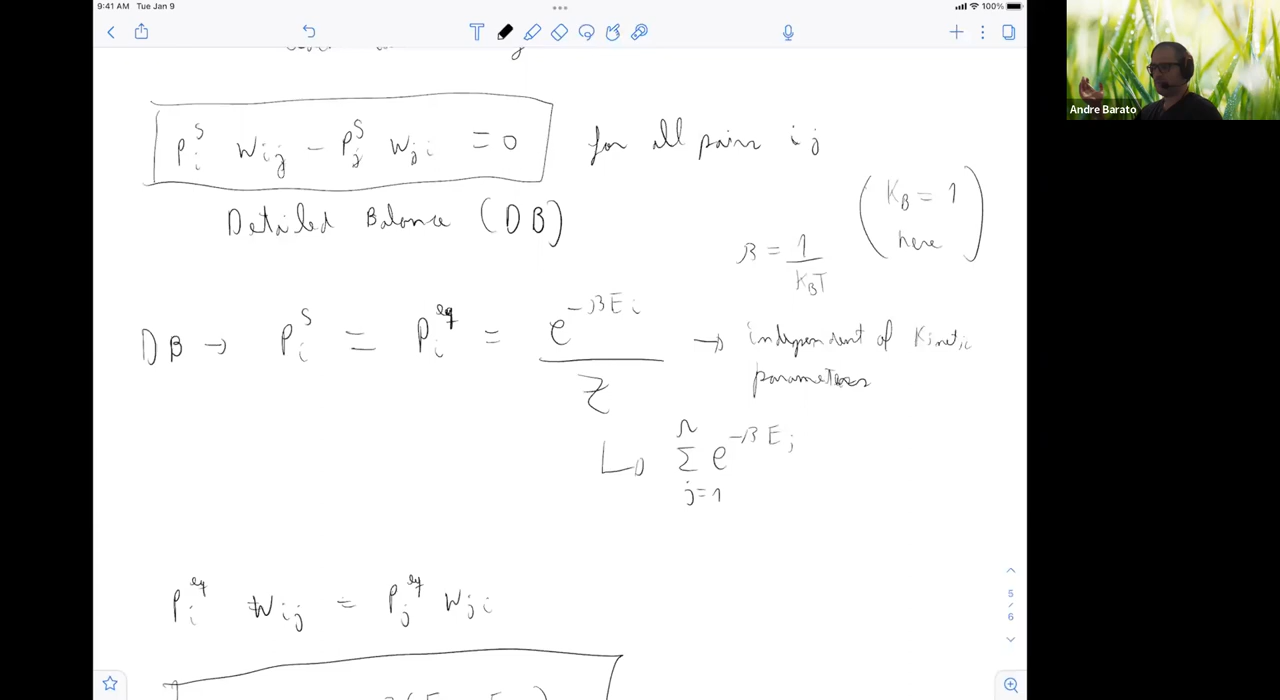 9:41 AM Tue Jan 9
100%
Andre Barato
P_i^S W_ij - P_j^S W_ji = 0 for all pairs ij
Detailed Balance (DB)
(K_B = 1 here)
β = 1/K_BT
DB → P_i^S = P_i^eq = e^{-βE_i} / Z → independent of Kinetic
parameters
↳ Σ_{j=1}^Ω e^{-βE_j}
P_i^eq W_ij = P_j^eq W_ji
5
/
6